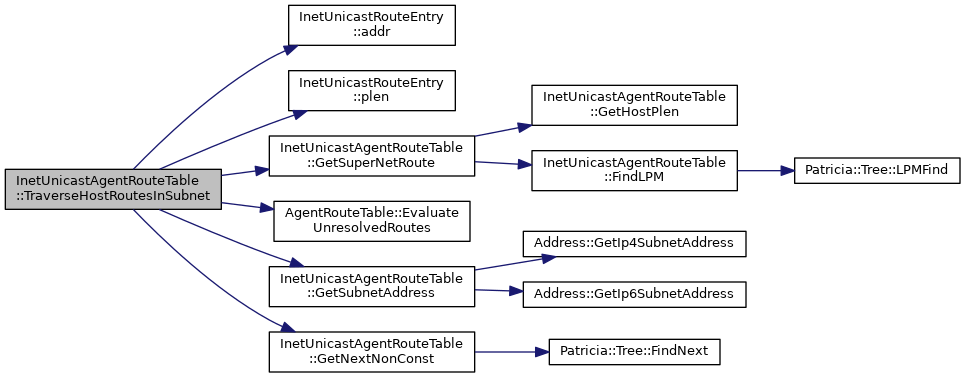 InetUnicastRouteEntry
::addr
InetUnicastRouteEntry
::plen
InetUnicastAgentRouteTable
::GetHostPlen
InetUnicastAgentRouteTable
::GetSuperNetRoute
InetUnicastAgentRouteTable
::FindLPM
Patricia::Tree::LPMFind
InetUnicastAgentRouteTable
::TraverseHostRoutesInSubnet
AgentRouteTable::Evaluate
UnresolvedRoutes
Address::GetIp4SubnetAddress
InetUnicastAgentRouteTable
::GetSubnetAddress
Address::GetIp6SubnetAddress
InetUnicastAgentRouteTable
::GetNextNonConst
Patricia::Tree::FindNext